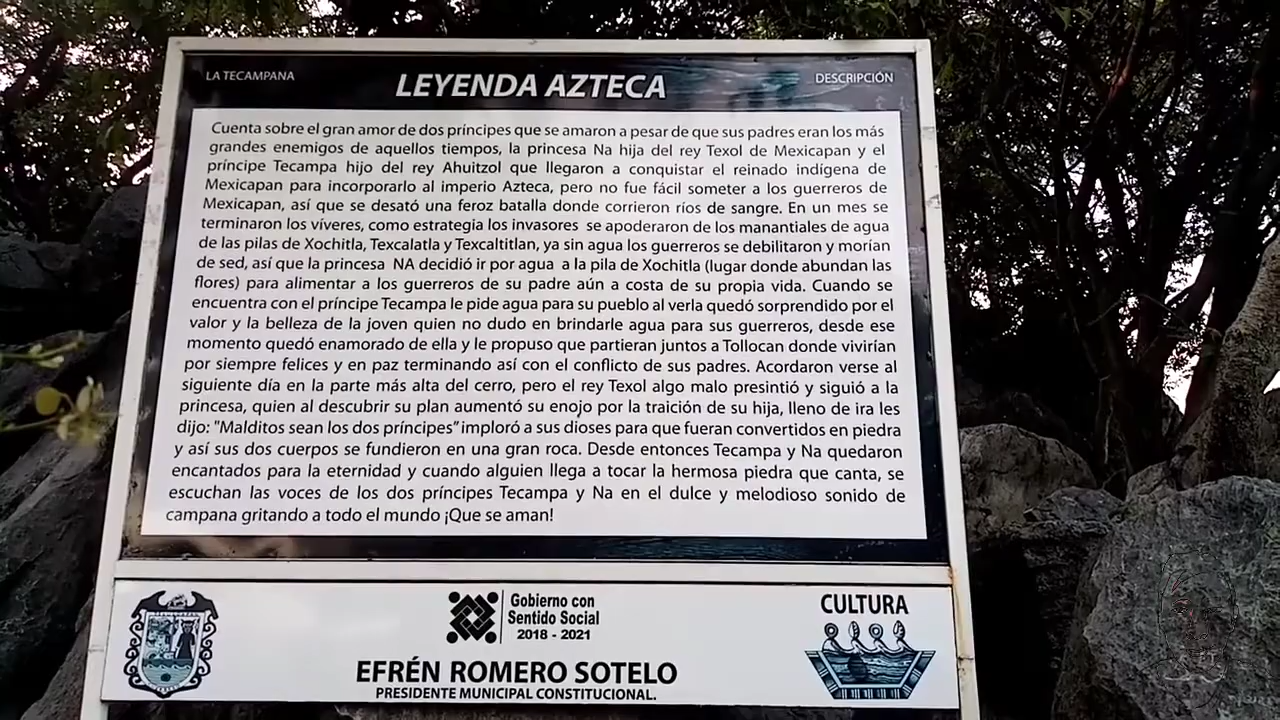 LA TECAMPANA
LEYENDA AZTECA
DESCRIPCIÓN
Cuenta sobre el gran amor de dos príncipes que se amaron a pesar de que sus padres eran los más
grandes enemigos de aquellos tiempos, la princesa Na hija del rey Texol de Mexicapan y el
príncipe Tecampa hijo del rey Ahuitzol que llegaron a conquistar el reinado indígena de
Mexicapan para incorporarlo al imperio Azteca, pero no fue fácil someter a los guerreros de
Mexicapan, así que se desató una feroz batalla donde corrieron ríos de sangre. En un mes se
terminaron los víveres, como estrategia los invasores se apoderaron de los manantiales de agua
de las pilas de Xochitla, Texcalatla y Texcaltitlan, ya sin agua los guerreros se debilitaron y morían
de sed, así que la princesa NA decidió ir por agua a la pila de Xochitla (lugar donde abundan las
flores) para alimentar a los guerreros de su padre aún a costa de su propia vida. Cuando se
encuentra con el príncipe Tecampa le pide agua para su pueblo al verla quedó sorprendido por el
valor y la belleza de la joven quien no dudo en brindarle agua para sus guerreros, desde ese
momento quedó enamorado de ella y le propuso que partieran juntos a Tollocan donde vivirían
por siempre felices y en paz terminando así con el conflicto de sus padres. Acordaron verse al
siguiente día en la parte más alta del cerro, pero el rey Texol algo malo presintió y siguió a la
princesa, quien al descubrir su plan aumentó su enojo por la traición de su hija, lleno de ira les
dijo: "Malditos sean los dos príncipes" imploró a sus dioses para que fueran convertidos en piedra
y así sus dos cuerpos se fundieron en una gran roca. Desde entonces Tecampa y Na quedaron
encantados para la eternidad y cuando alguien llega a tocar la hermosa piedra que canta, se
escuchan las voces de los dos príncipes Tecampa y Na en el dulce y melodioso sonido de
campana gritando a todo el mundo ¡Que se aman!
Gobierno con
Sentido Social
2018 - 2021
EFRÉN ROMERO SOTELO
PRESIDENTE MUNICIPAL CONSTITUCIONAL.
CULTURA